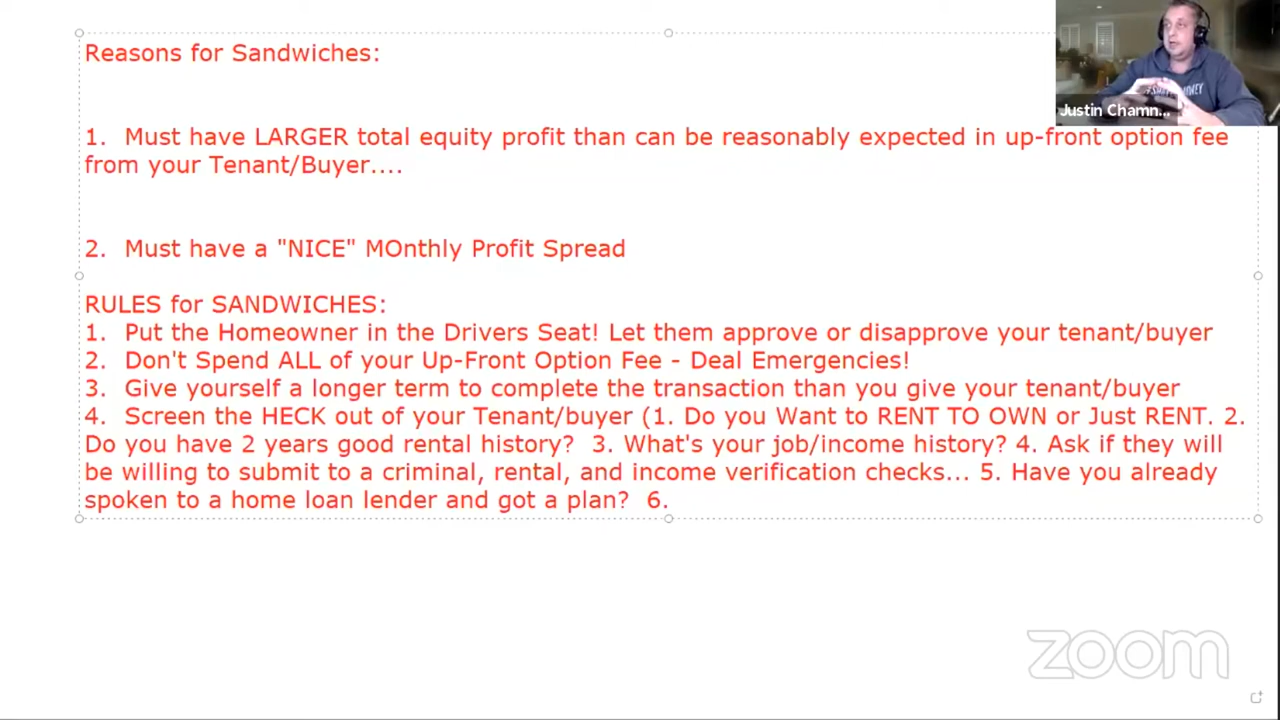 Reasons for Sandwiches:
1. Must have LARGER total equity profit than can be reasonably expected in up-front option fee
from your Tenant/Buyer....
2. Must have a "NICE" MOnthly Profit Spread
RULES for SANDWICHES:
1. Put the Homeowner in the Drivers Seat! Let them approve or disapprove your tenant/buyer
2. Don't Spend ALL of your Up-Front Option Fee - Deal Emergencies!
3. Give yourself a longer term to complete the transaction than you give your tenant/buyer
4. Screen the HECK out of your Tenant/buyer (1. Do you Want to RENT TO OWN or Just RENT. 2.
Do you have 2 years good rental history? 3. What's your job/income history? 4. Ask if they will
be willing to submit to a criminal, rental, and income verification checks... 5. Have you already
spoken to a home loan lender and got a plan? 6.
Justin Chamn...
zoom